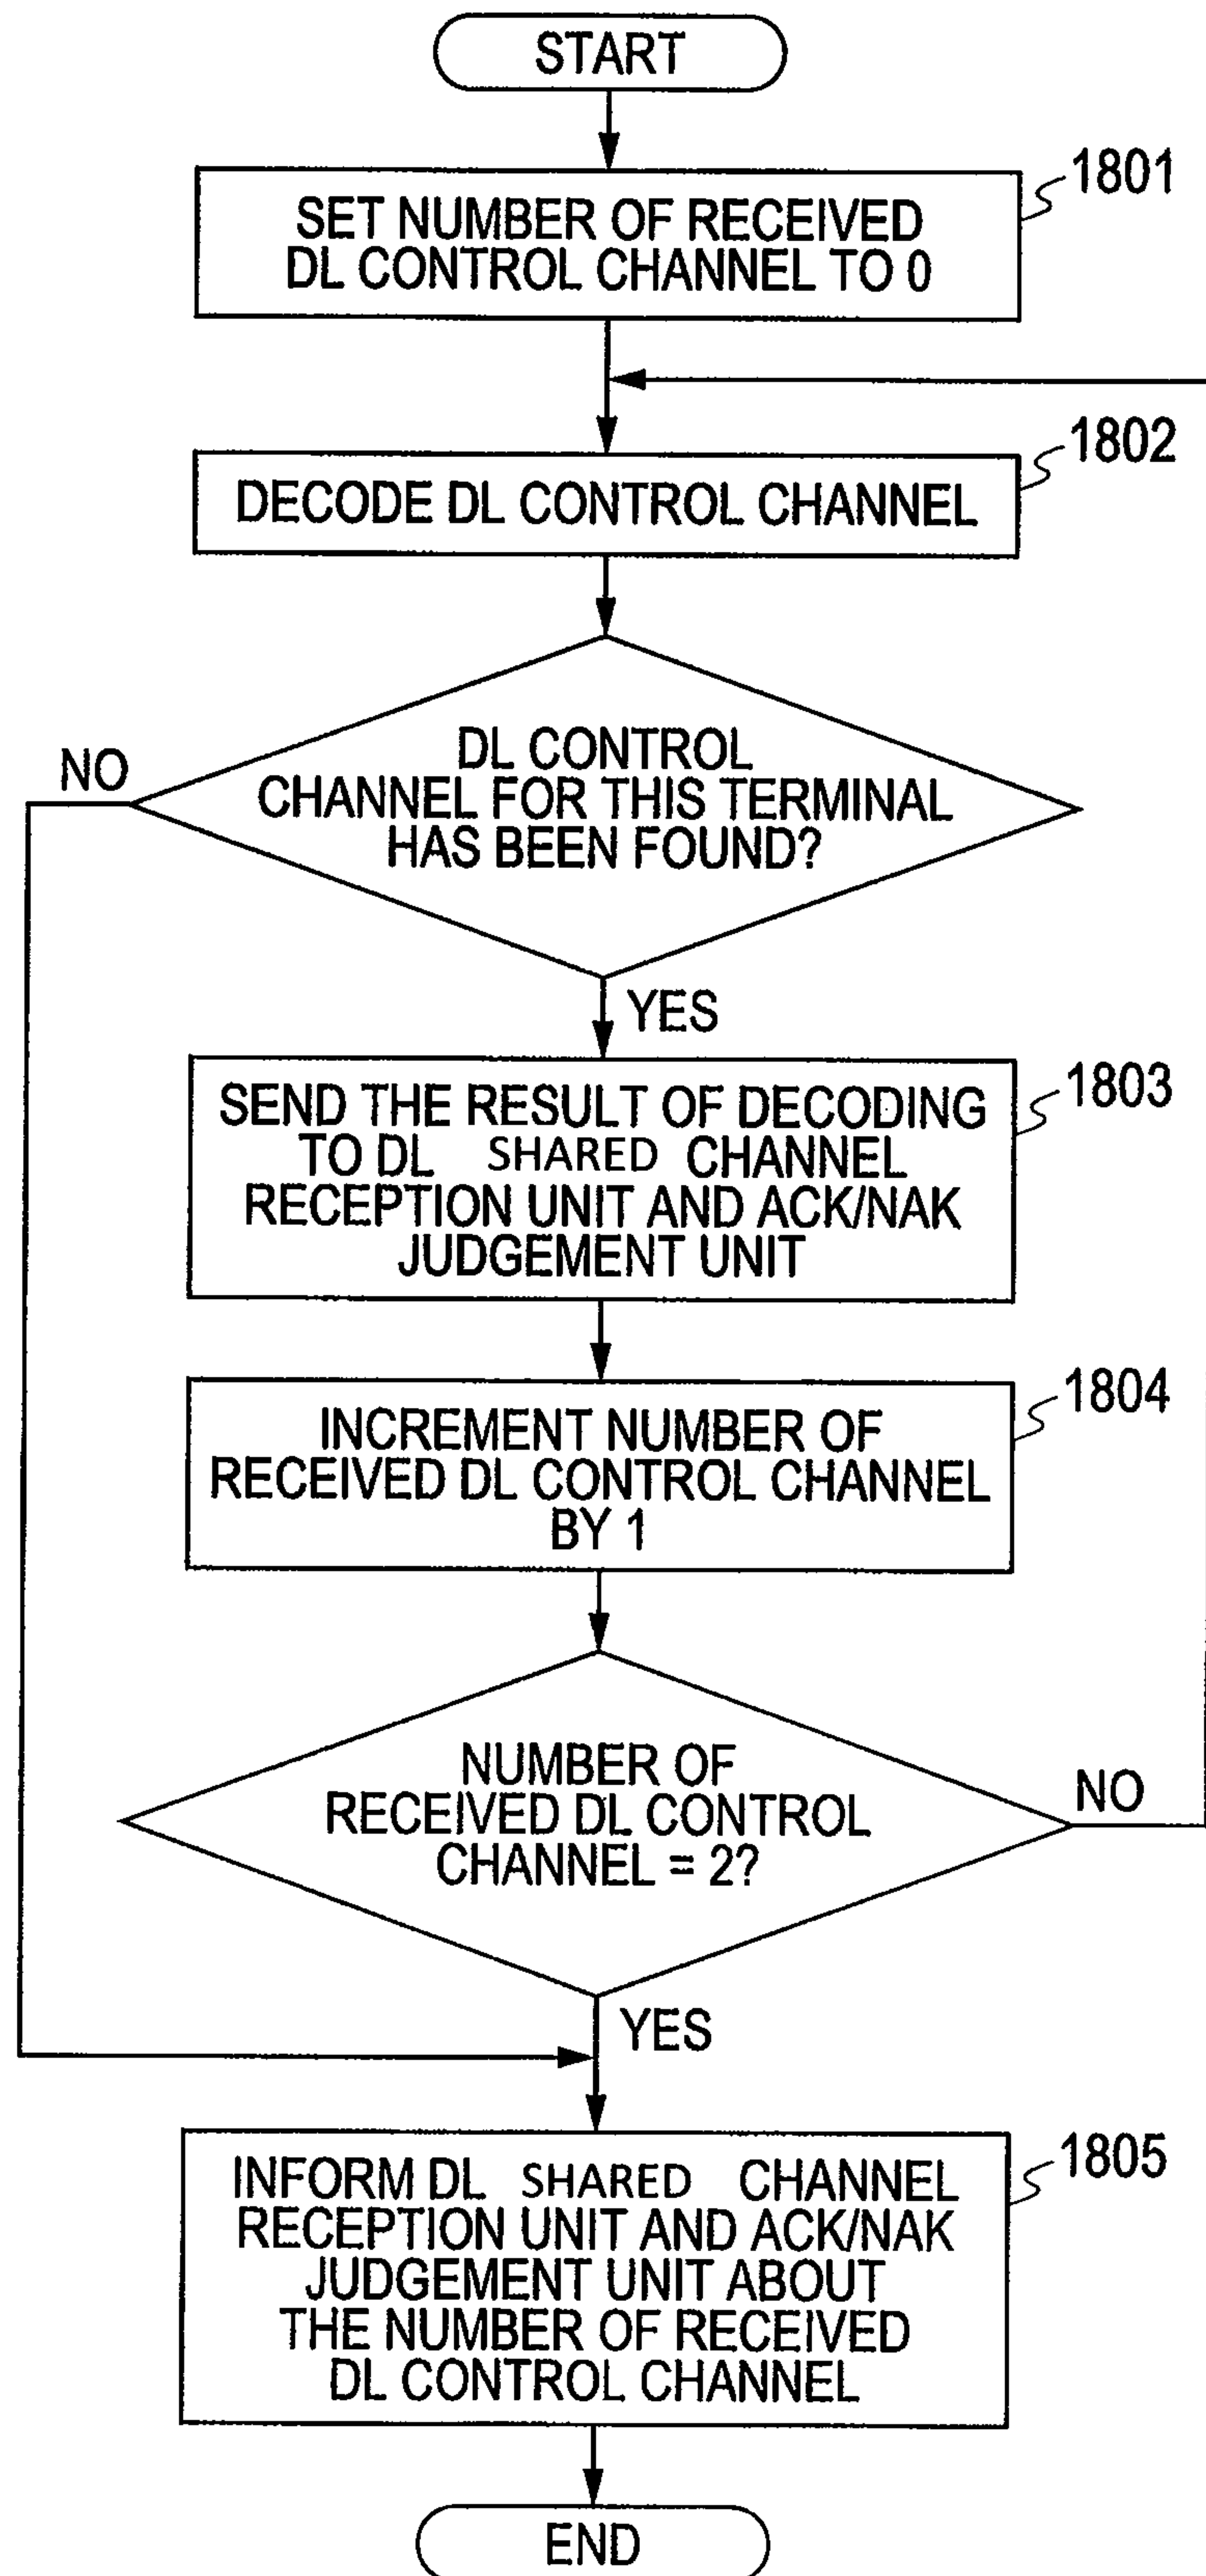 START
1801
SET NUMBER OF RECEIVED
DL CONTROL CHANNEL TO 0
1802
DECODE DL CONTROL CHANNEL
NO
DL CONTROL
CHANNEL FOR THIS TERMINAL
HAS BEEN FOUND?
YES
1803
SEND THE RESULT OF DECODING
TO DL SHARED CHANNEL
RECEPTION UNIT AND ACK/NAK
JUDGEMENT UNIT
1804
INCREMENT NUMBER OF
RECEIVED DL CONTROL CHANNEL
BY 1
NUMBER OF
RECEIVED DL CONTROL
CHANNEL = 2?
NO
YES
1805
INFORM DL SHARED CHANNEL
RECEPTION UNIT AND ACK/NAK
JUDGEMENT UNIT ABOUT
THE NUMBER OF RECEIVED
DL CONTROL CHANNEL
END